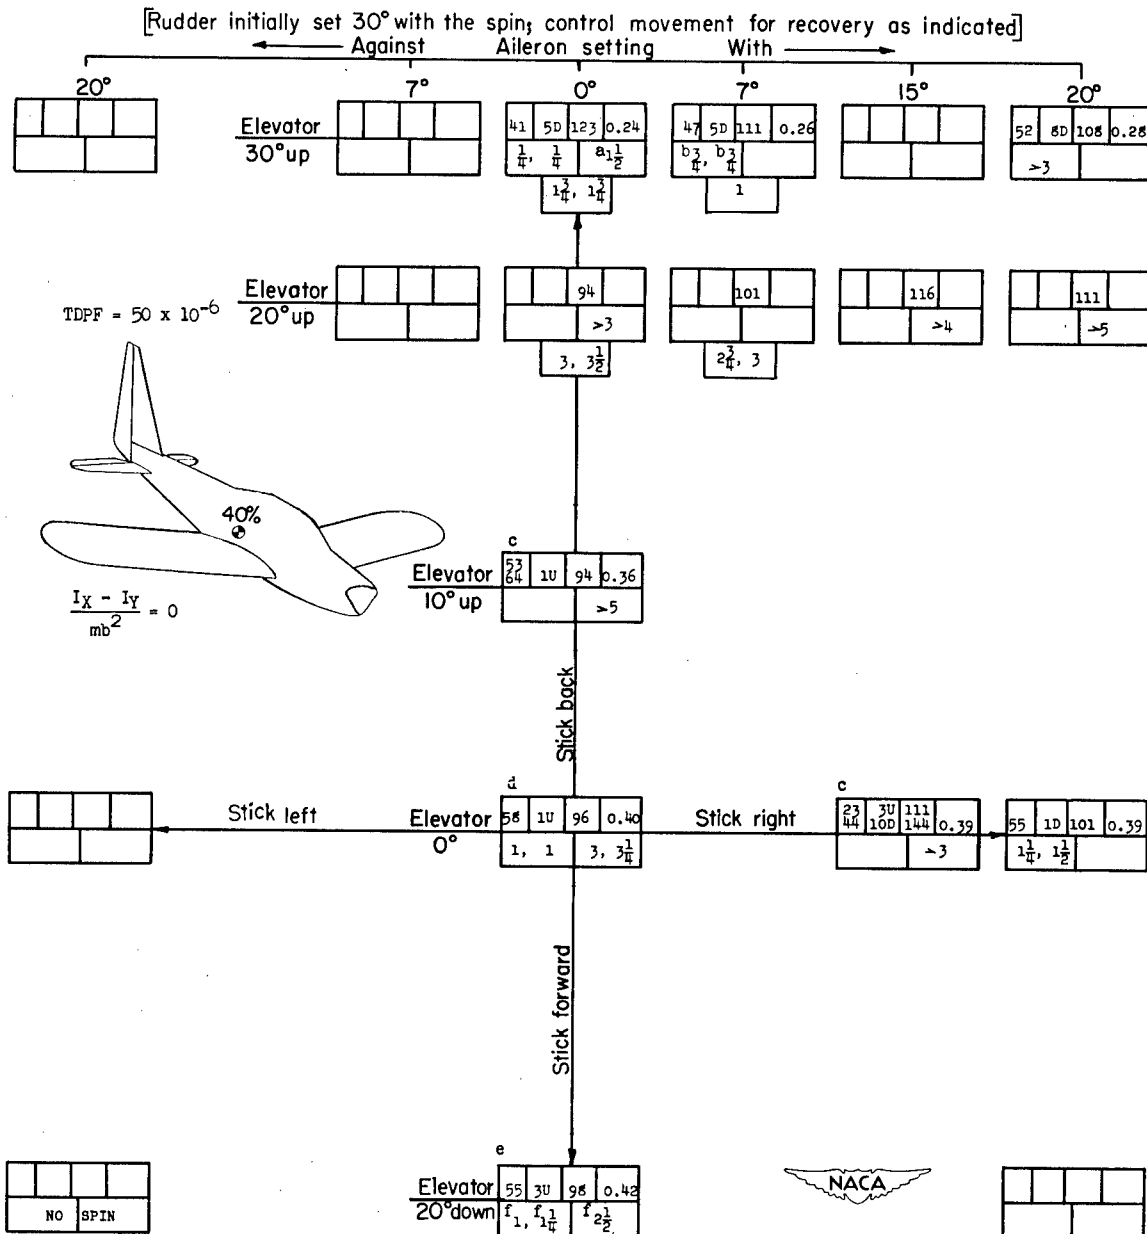 [Rudder initially set 30° with the spin; control movement for recovery as indicated]
Against Aileron setting With
20° 7° 0° 7° 15° 20°
Elevator
30° up
41 5D 123 0.24
1/4, 1/4 a1 1/2
1 3/4, 1 3/4
47 5D 111 0.26
b3/4, b3/4
1
52 8D 108 0.28
>3
Elevator
20° up
94
>3
3, 3 1/2
101
2 3/4, 3
116
>4
111
>5
TDPF = 50 x 10-6
40%
IX - IY
mb2 = 0
c
Elevator
10° up
53
64 1U 94 0.36
>5
Stick back
d
Stick left
Elevator
0°
58 1U 96 0.40
1, 1 3, 3 1/4
Stick right
c
23 3U 111
44 10D 144 0.39
>3
55 1D 101 0.39
1 1/4, 1 1/2
Stick forward
e
NO SPIN
Elevator
20° down
55 3U 98 0.42
f1, f1 1/4 f2 1/2
NACA